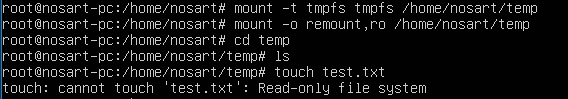 root@nosart-pc:/home/nosart# mount -t tmpfs tmpfs /home/nosart/temp
root@nosart-pc:/home/nosart# mount -o remount,ro /home/nosart/temp
root@nosart-pc:/home/nosart# cd temp
root@nosart-pc:/home/nosart/temp# ls
root@nosart-pc:/home/nosart/temp# touch test.txt
touch: cannot touch 'test.txt': Read-only file system